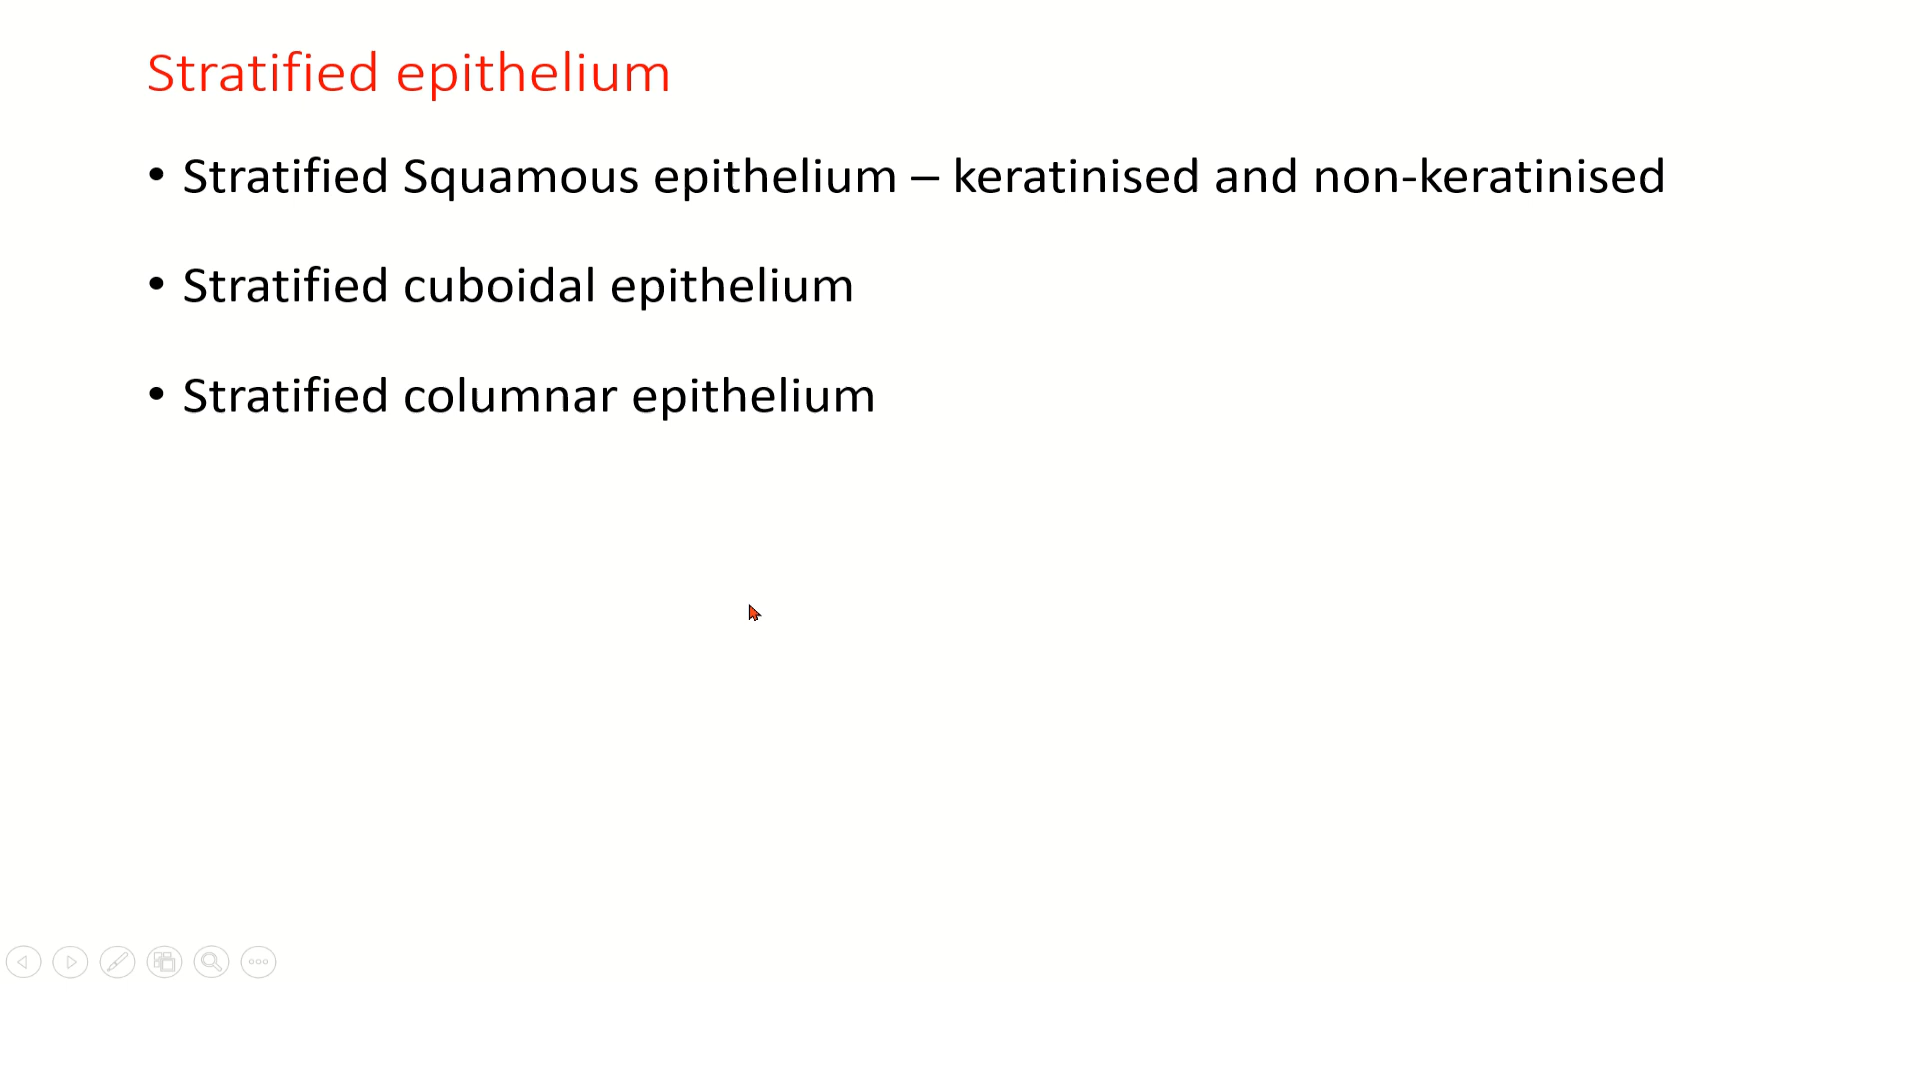 Stratified epithelium
• Stratified Squamous epithelium – keratinised and non-keratinised
• Stratified cuboidal epithelium
• Stratified columnar epithelium